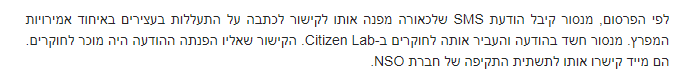 לפי הפרסום, מנסור קיבל הודעת SMS שלכאורה מפנה אותו לקישור לכתבה על התעללות בעצירים באיחוד אמירויות
המפרץ. מנסור חשד בהודעה והעביר אותה לחוקרים ב-Citizen Lab. הקישור שאליו הפנתה ההודעה היה מוכר לחוקרים.
הם מייד קישרו אותו לתשתית התקיפה של חברת NSO.